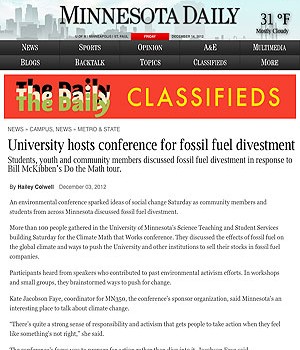 MINNESOTA DAILY
31 °F
Mostly Cloudy
U OF M / MINNEAPOLIS / ST. PAUL FRIDAY DECEMBER 14, 2012
NEWS SPORTS OPINION A&E MULTIMEDIA
BLOGS BACKTALK TOPICS CLASSIFIEDS MORE
The Daily
The Daily
CLASSIFIEDS
NEWS » CAMPUS, NEWS » METRO & STATE
University hosts conference for fossil fuel divestment
Students, youth and community members discussed fossil fuel divestment in response to
Bill McKibben's Do the Math tour.
By Hailey Colwell December 03, 2012
An environmental conference sparked ideas of social change Saturday as community members and
students from across Minnesota discussed fossil fuel divestment.
More than 100 people gathered in the University of Minnesota's Science Teaching and Student Services
building Saturday for the Climate Math that Works conference. They discussed the effects of fossil fuel on
the global climate and ways to push the University and other institutions to sell their stocks in fossil fuel
companies.
Participants heard from speakers who contributed to past environmental activism efforts. In workshops
and small groups, they brainstormed ways to push for change.
Kate Jacobson Faye, coordinator for MN350, the conference's sponsor organization, said Minnesota's an
interesting place to talk about climate change.
"There's quite a strong sense of responsibility and activism that gets people to take action when they feel
like something's not right," she said.